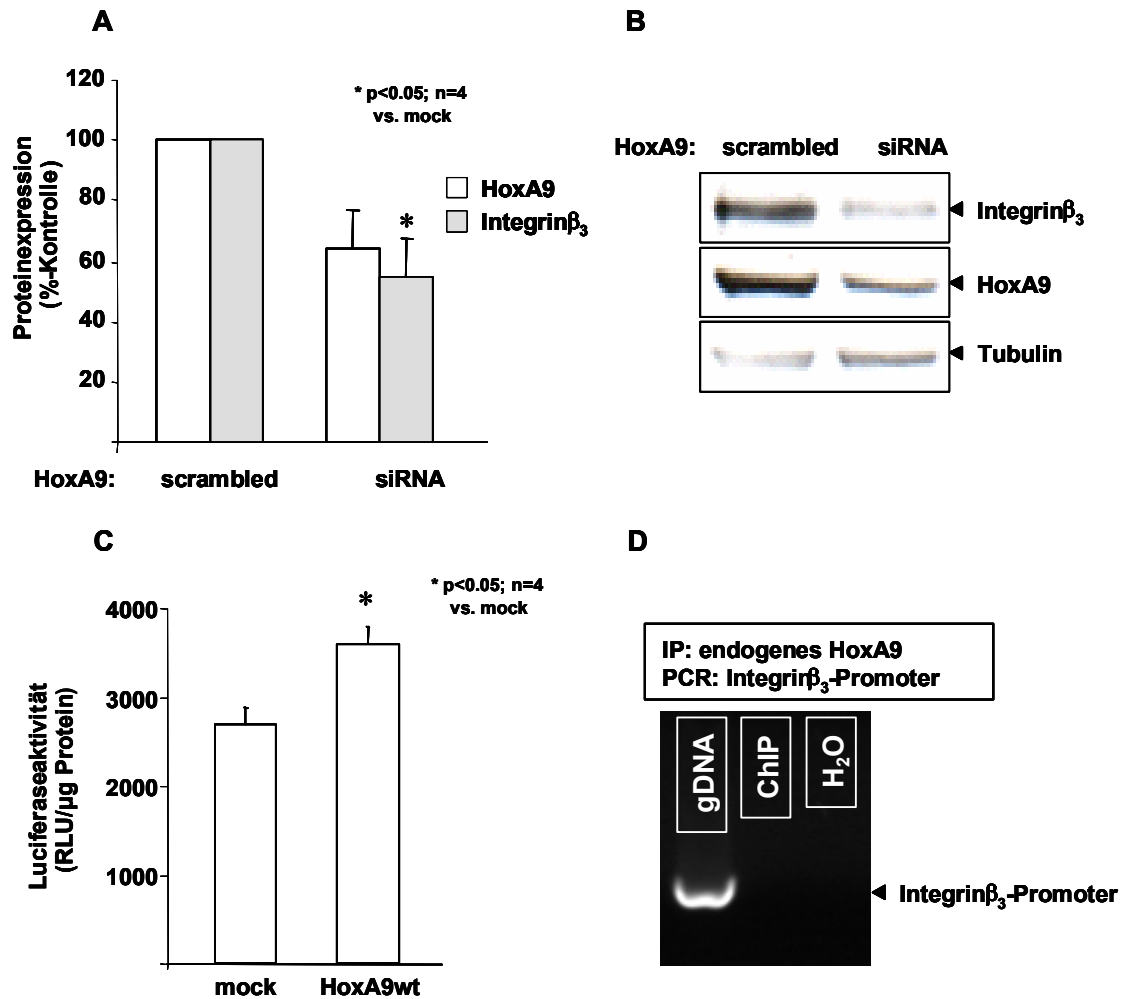 A
120
100
80
60
40
20
Proteinexpression
(%-Kontrolle)
* p<0.05; n=4
vs. mock
HoxA9
Integrinβ3
*
HoxA9: scrambled siRNA
B
HoxA9: scrambled siRNA
Integrinβ3
HoxA9
Tubulin
C
4000
3000
2000
1000
Luciferaseaktivität
(RLU/µg Protein)
* p<0.05; n=4
vs. mock
*
mock HoxA9wt
D
IP: endogenes HoxA9
PCR: Integrinβ3-Promoter
gDNA ChIP H2O
Integrinβ3-Promoter